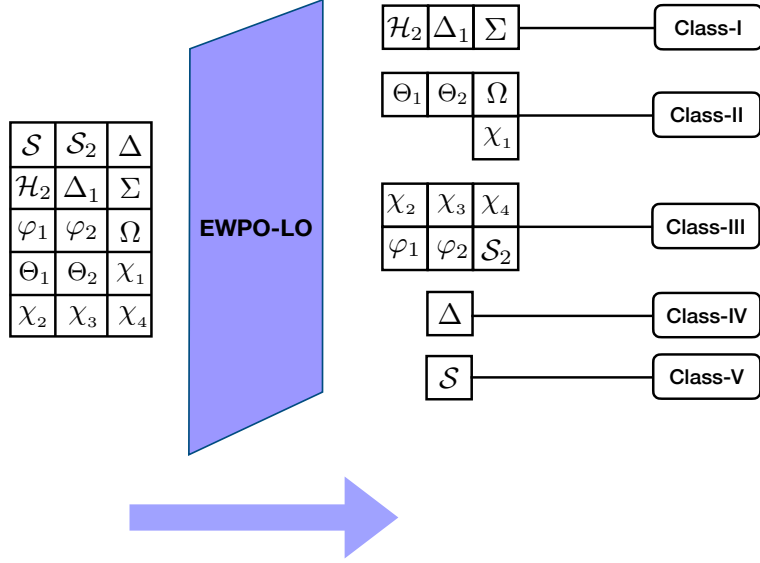 𝒮 𝒮₂ Δ
ℋ₂ Δ₁ Σ
φ₁ φ₂ Ω
Θ₁ Θ₂ χ₁
χ₂ χ₃ χ₄
EWPO-LO
ℋ₂ Δ₁ Σ
Class-I
Θ₁ Θ₂ Ω
χ₁
Class-II
χ₂ χ₃ χ₄
φ₁ φ₂ 𝒮₂
Class-III
Δ
Class-IV
𝒮
Class-V